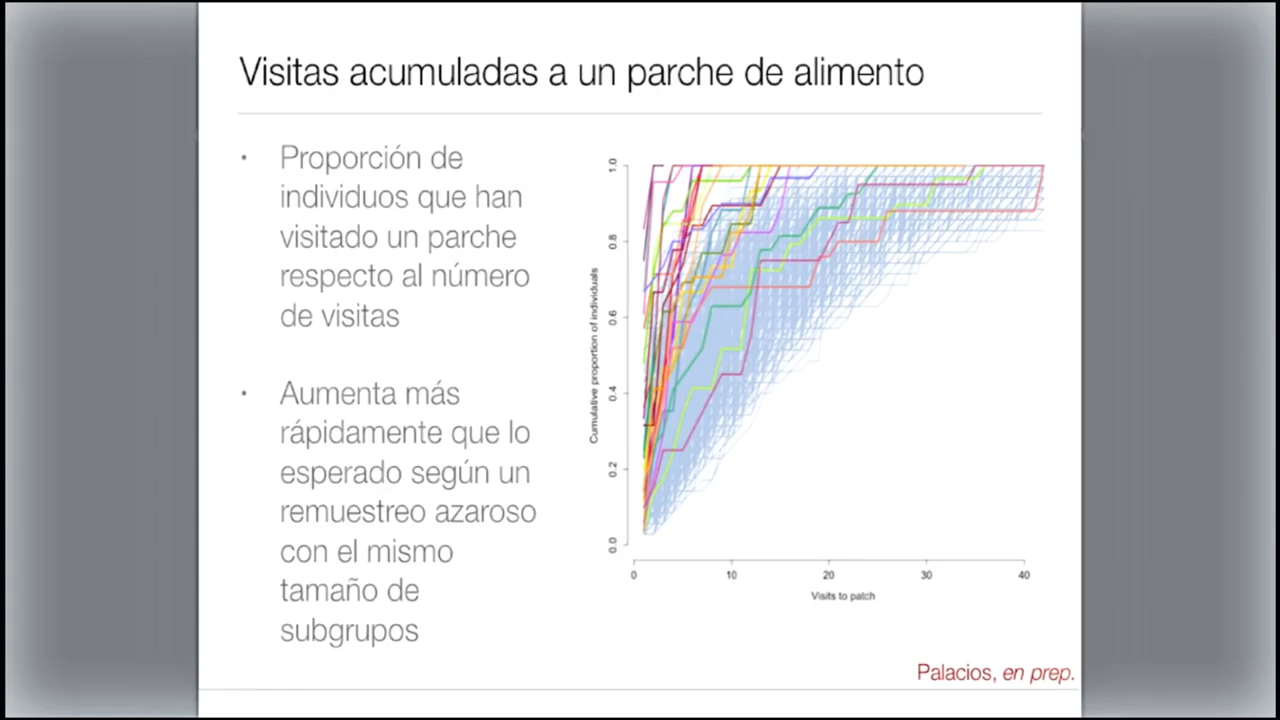 Visitas acumuladas a un parche de alimento
• Proporción de
individuos que han
visitado un parche
respecto al número
de visitas
• Aumenta más
rápidamente que lo
esperado según un
remuestreo azaroso
con el mismo
tamaño de
subgrupos
Cumulative proportion of individuals
1.0
0.8
0.6
0.4
0.2
0.0
0 10 20 30 40
Visits to patch
Palacios, en prep.